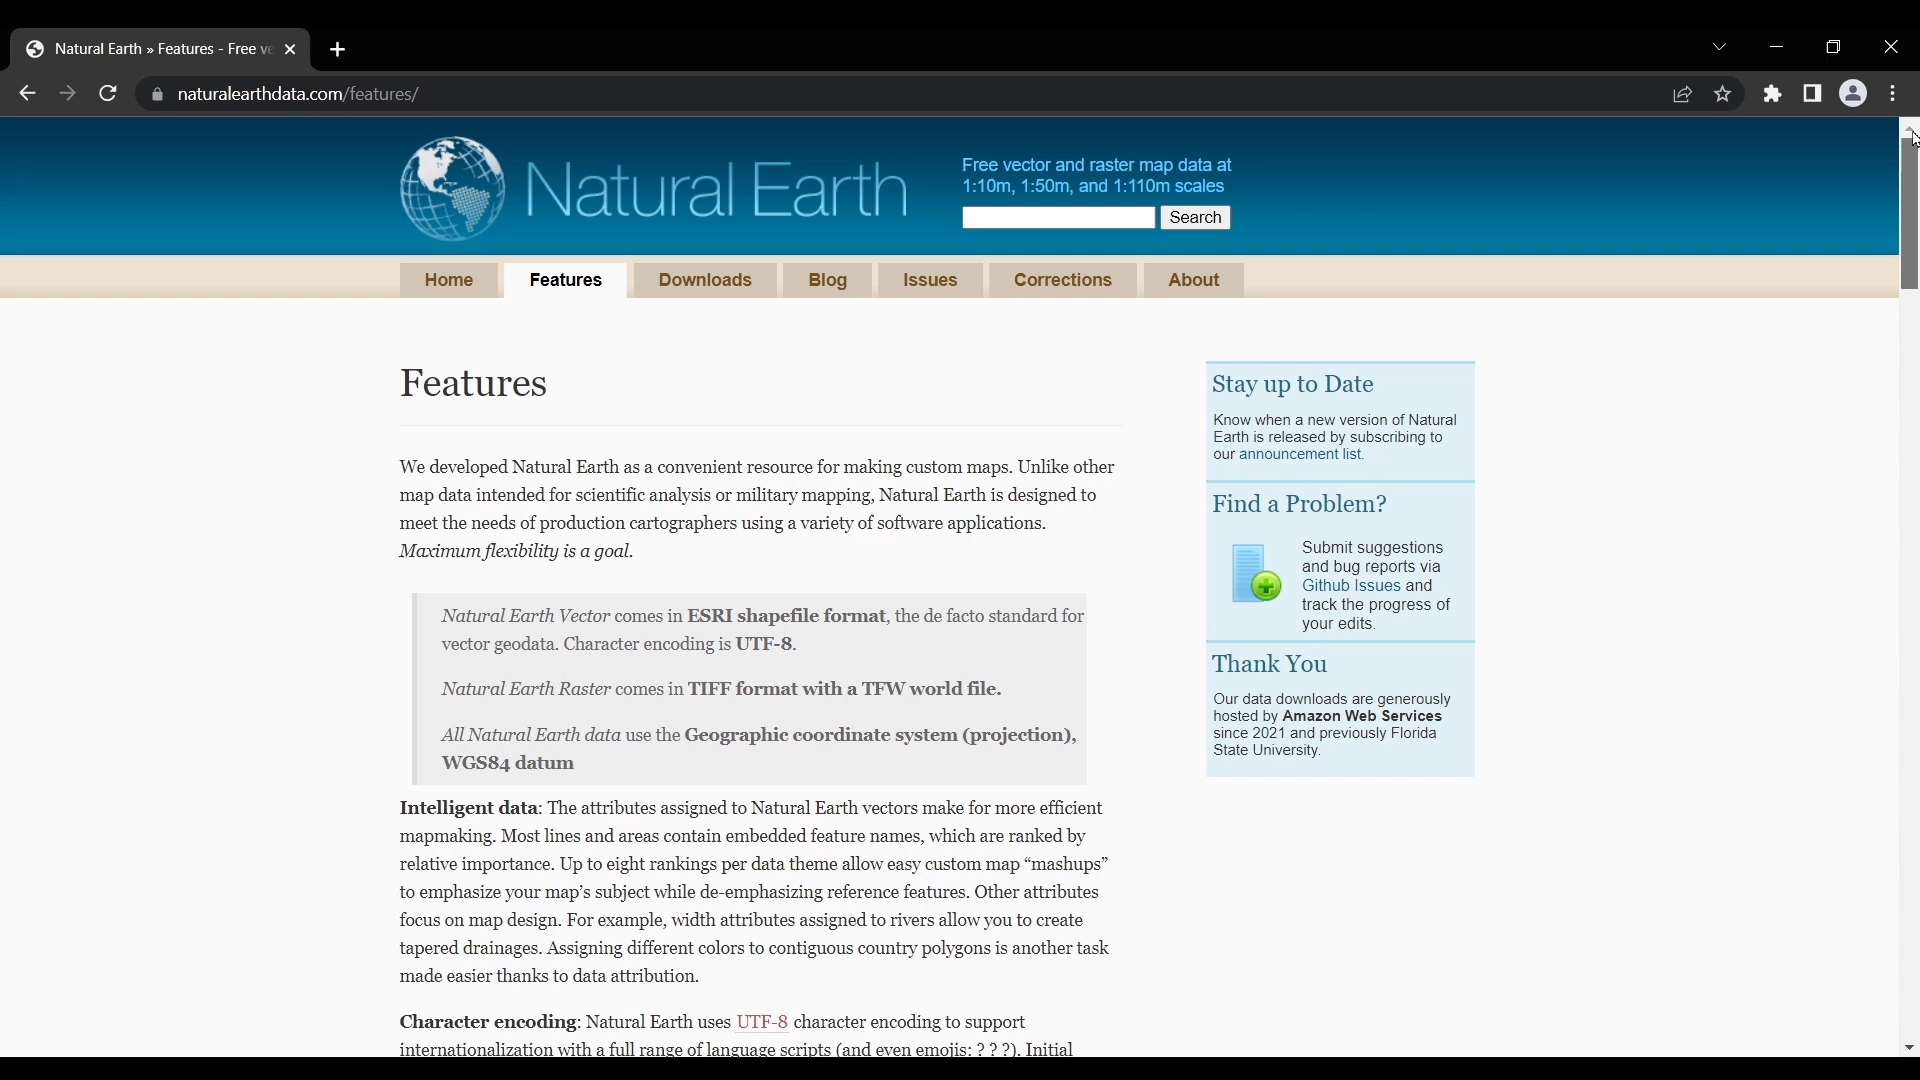 Natural Earth » Features - Free ve
naturalearthdata.com/features/
Natural Earth
Free vector and raster map data at
1:10m, 1:50m, and 1:110m scales
Search
Home Features Downloads Blog Issues Corrections About
Features
We developed Natural Earth as a convenient resource for making custom maps. Unlike other
map data intended for scientific analysis or military mapping, Natural Earth is designed to
meet the needs of production cartographers using a variety of software applications.
Maximum flexibility is a goal.
Natural Earth Vector comes in ESRI shapefile format, the de facto standard for
vector geodata. Character encoding is UTF-8.
Natural Earth Raster comes in TIFF format with a TFW world file.
All Natural Earth data use the Geographic coordinate system (projection),
WGS84 datum
Intelligent data: The attributes assigned to Natural Earth vectors make for more efficient
mapmaking. Most lines and areas contain embedded feature names, which are ranked by
relative importance. Up to eight rankings per data theme allow easy custom map “mashups”
to emphasize your map’s subject while de-emphasizing reference features. Other attributes
focus on map design. For example, width attributes assigned to rivers allow you to create
tapered drainages. Assigning different colors to contiguous country polygons is another task
made easier thanks to data attribution.
Character encoding: Natural Earth uses UTF-8 character encoding to support
internationalization with a full range of language scripts (and even emojis: ? ? ?). Initial
Stay up to Date
Know when a new version of Natural
Earth is released by subscribing to
our announcement list.
Find a Problem?
Submit suggestions
and bug reports via
Github Issues and
track the progress of
your edits.
Thank You
Our data downloads are generously
hosted by Amazon Web Services
since 2021 and previously Florida
State University.